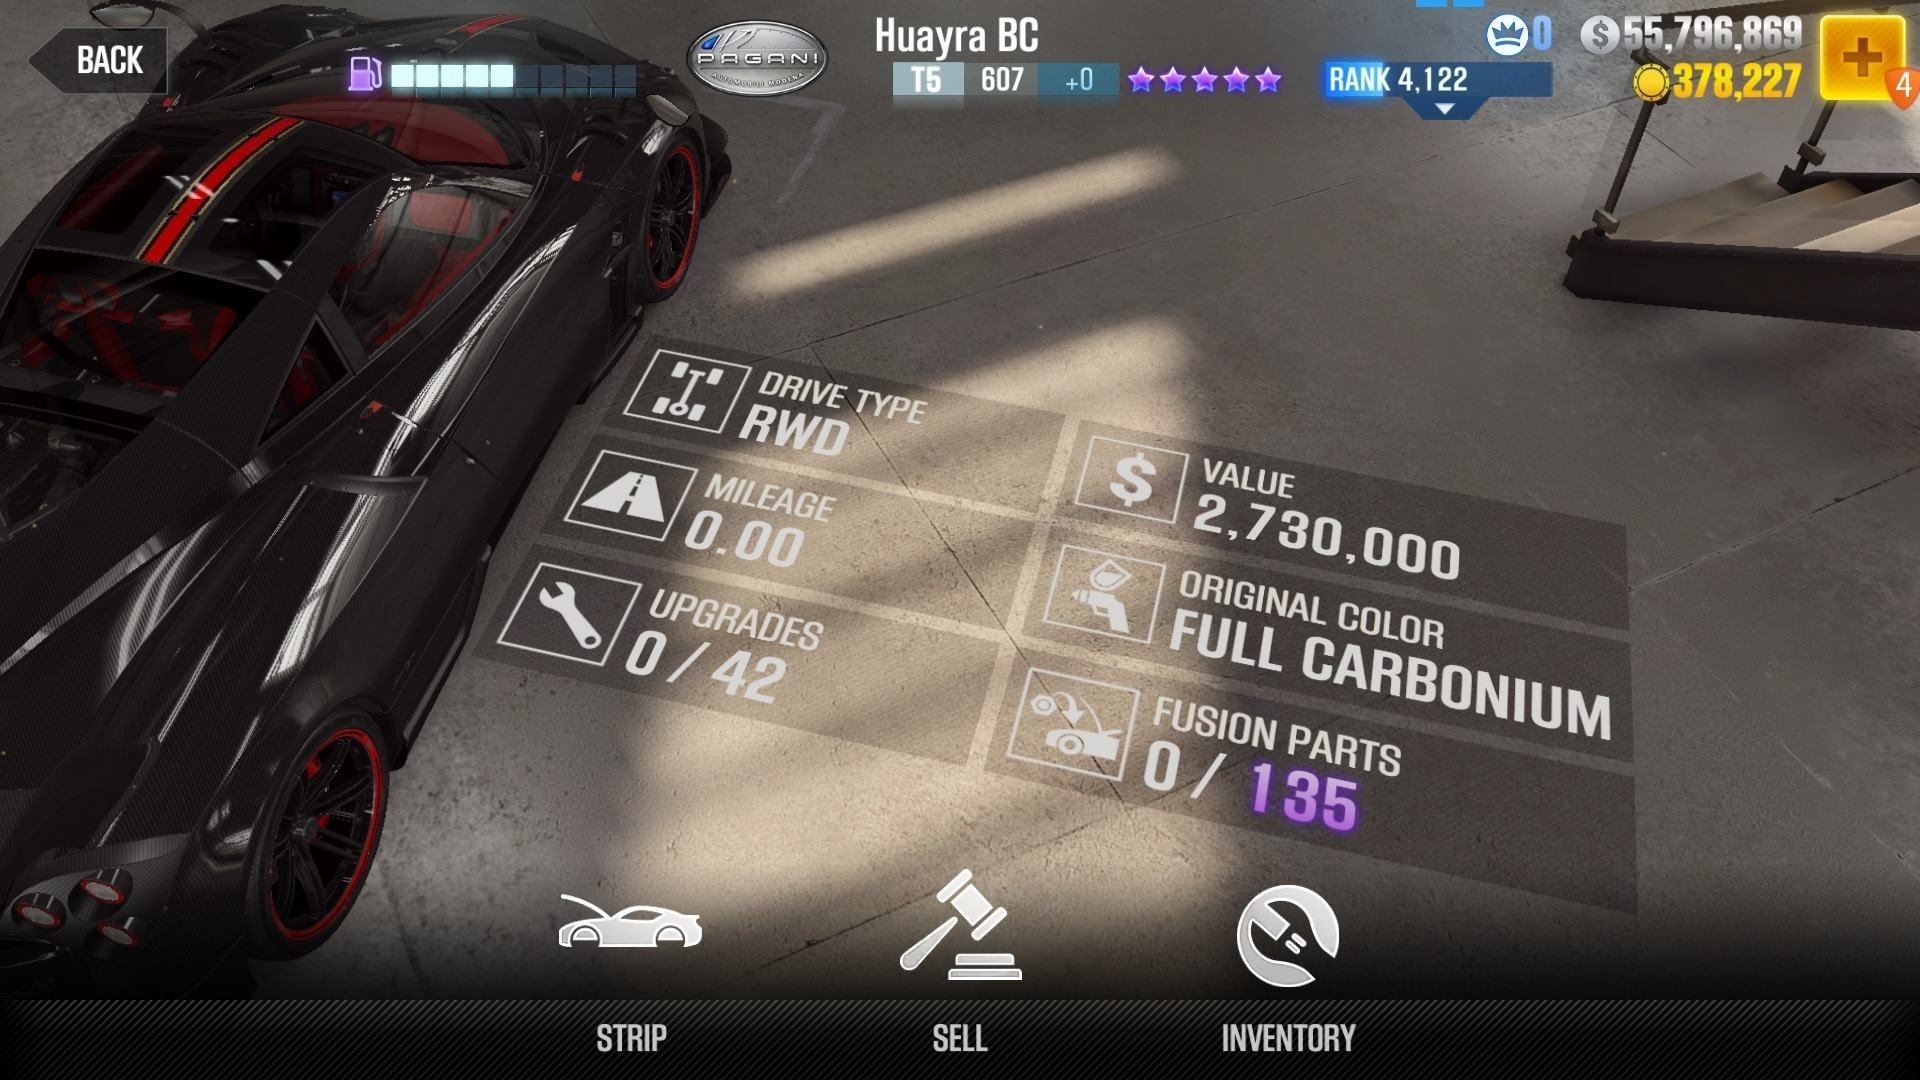 BACK
PAGANI
AUTOMOBILI MODENA
Huayra BC
T5 607 +0
RANK 4,122
0
$ 55,796,869
378,227
4
DRIVE TYPE
RWD
MILEAGE
0.00
UPGRADES
0 / 42
$ VALUE
2,730,000
ORIGINAL COLOR
FULL CARBONIUM
FUSION PARTS
0 / 135
STRIP
SELL
INVENTORY